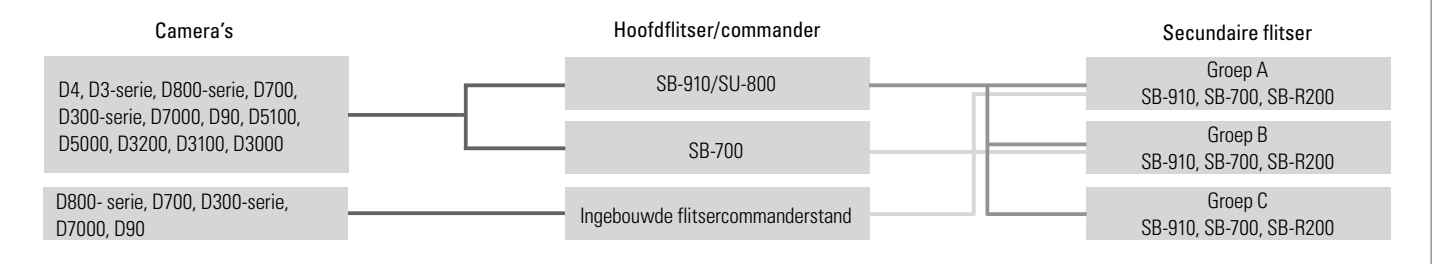 Camera's
Hoofdflitser/commander
Secundaire flitser
D4, D3-serie, D800-serie, D700,
D300-serie, D7000, D90, D5100,
D5000, D3200, D3100, D3000
SB-910/SU-800
SB-700
Groep A
SB-910, SB-700, SB-R200
Groep B
SB-910, SB-700, SB-R200
D800- serie, D700, D300-serie,
D7000, D90
Ingebouwde flitsercommanderstand
Groep C
SB-910, SB-700, SB-R200